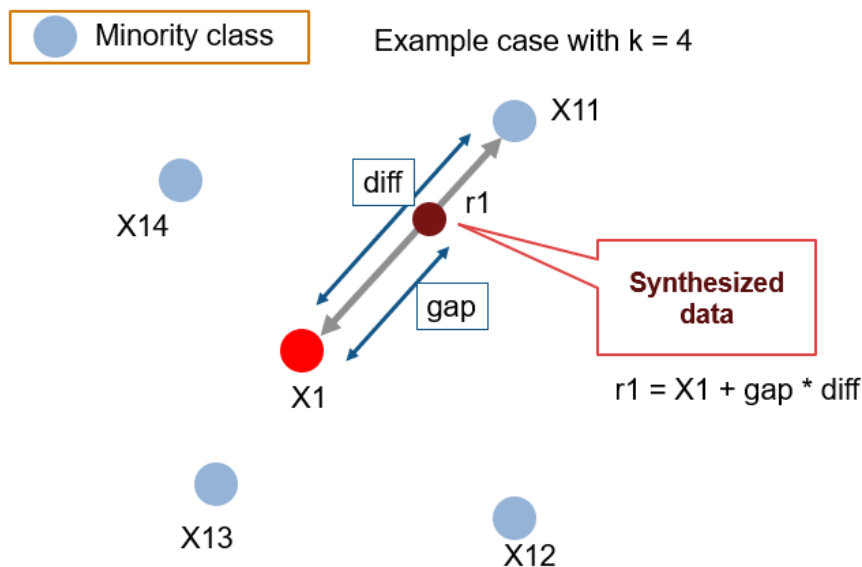 Minority class
Example case with k = 4
X11
diff
X14
r1
Synthesized
data
gap
X1
r1 = X1 + gap * diff
X13
X12